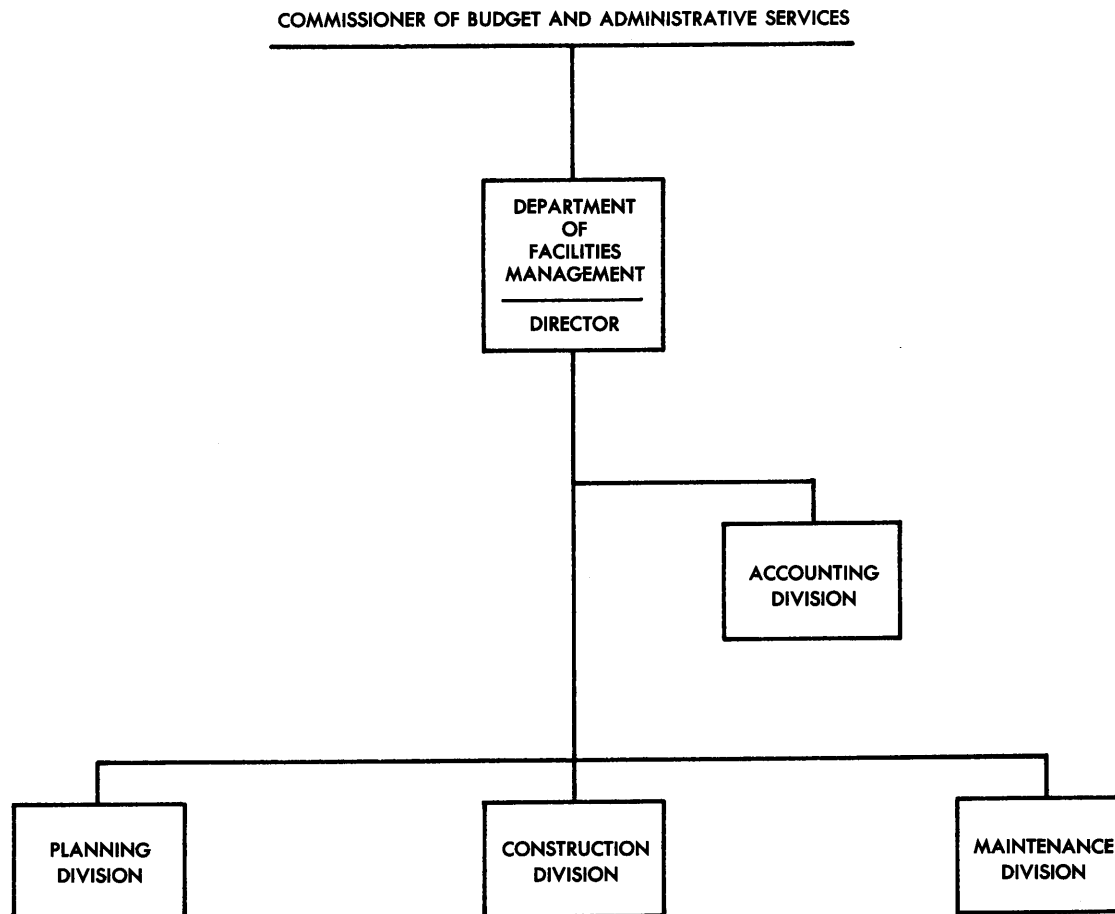 COMMISSIONER OF BUDGET AND ADMINISTRATIVE SERVICES
DEPARTMENT
OF
FACILITIES
MANAGEMENT
DIRECTOR
ACCOUNTING
DIVISION
PLANNING
DIVISION
CONSTRUCTION
DIVISION
MAINTENANCE
DIVISION